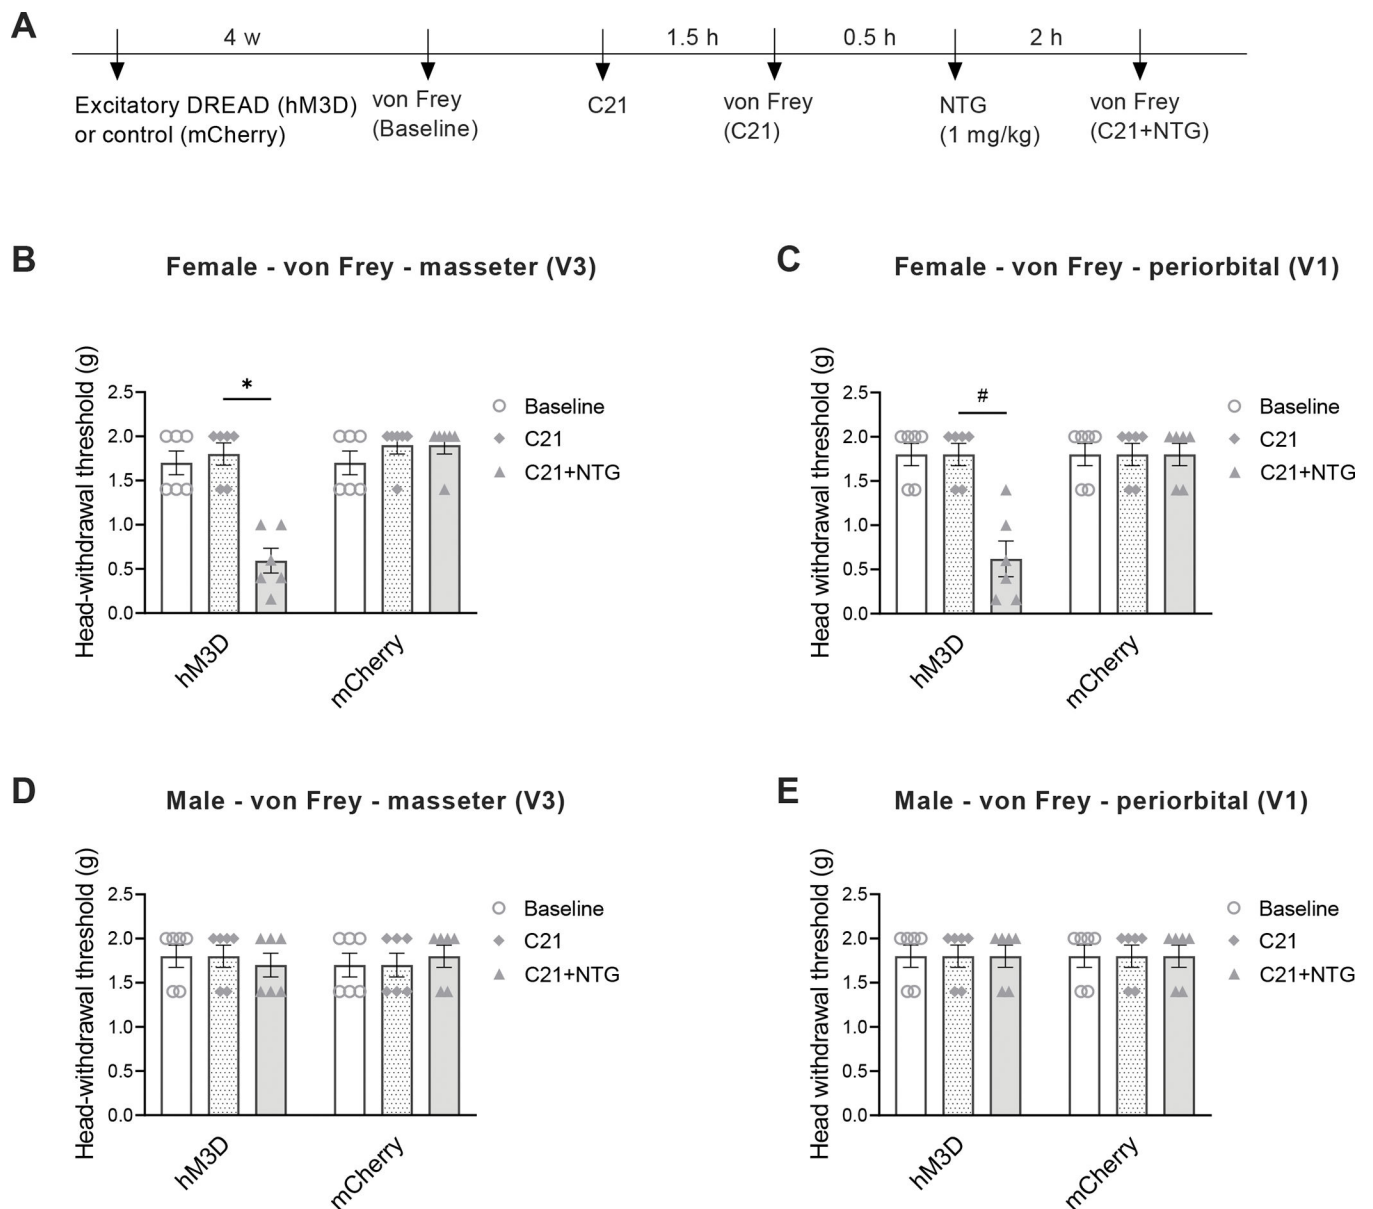 A
4 w
1.5 h
0.5 h
2 h
Excitatory DREAD (hM3D)
or control (mCherry)
von Frey
(Baseline)
C21
von Frey
(C21)
NTG
(1 mg/kg)
von Frey
(C21+NTG)
B
Female - von Frey - masseter (V3)
Head-withdrawal threshold (g)
2.5
2.0
1.5
1.0
0.5
0.0
*
hM3D
mCherry
Baseline
C21
C21+NTG
C
Female - von Frey - periorbital (V1)
Head withdrawal threshold (g)
2.5
2.0
1.5
1.0
0.5
0.0
#
hM3D
mCherry
Baseline
C21
C21+NTG
D
Male - von Frey - masseter (V3)
Head-withdrawal threshold (g)
2.5
2.0
1.5
1.0
0.5
0.0
hM3D
mCherry
Baseline
C21
C21+NTG
E
Male - von Frey - periorbital (V1)
Head withdrawal threshold (g)
2.5
2.0
1.5
1.0
0.5
0.0
hM3D
mCherry
Baseline
C21
C21+NTG